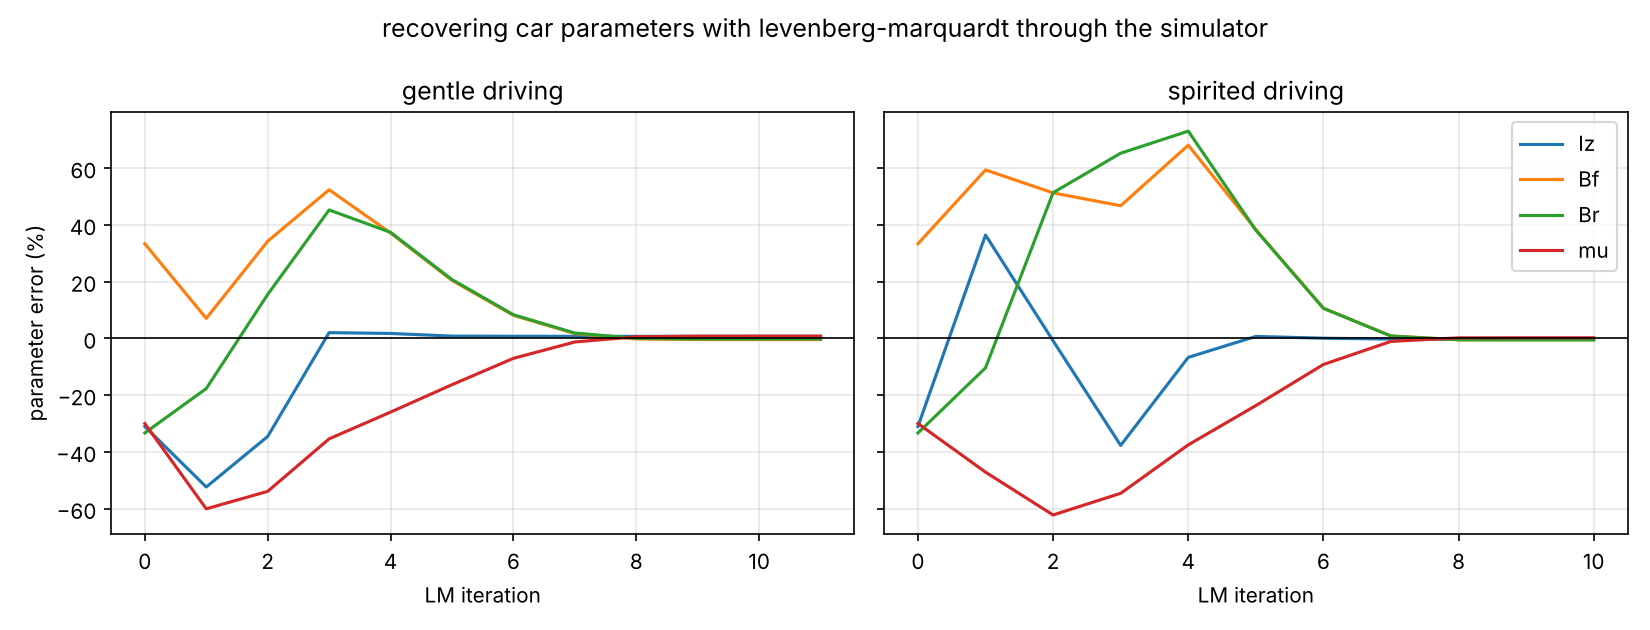 recovering car parameters with levenberg-marquardt through the simulator
gentle driving
spirited driving
parameter error (%)
60
40
20
0
−20
−40
−60
0 2 4 6 8 10
LM iteration
0 2 4 6 8 10
LM iteration
Iz
Bf
Br
mu